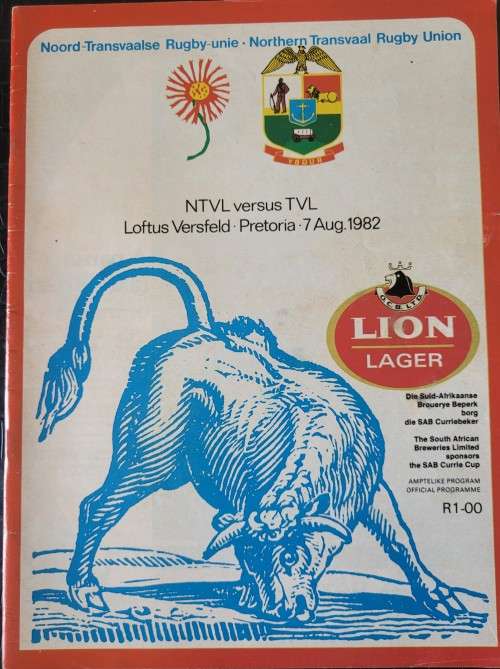 Noord-Transvaalse Rugby-unie · Northern Transvaal Rugby Union
NTVL versus TVL
Loftus Versfeld · Pretoria · 7 Aug. 1982
LION
LAGER
Die Suid-Afrikaanse
Brouerye Beperk
borg
die SAB Curriebeker
The South African
Breweries Limited
sponsors
the SAB Currie Cup
AMPTELIKE PROGRAM
OFFICIAL PROGRAMME
R1-00